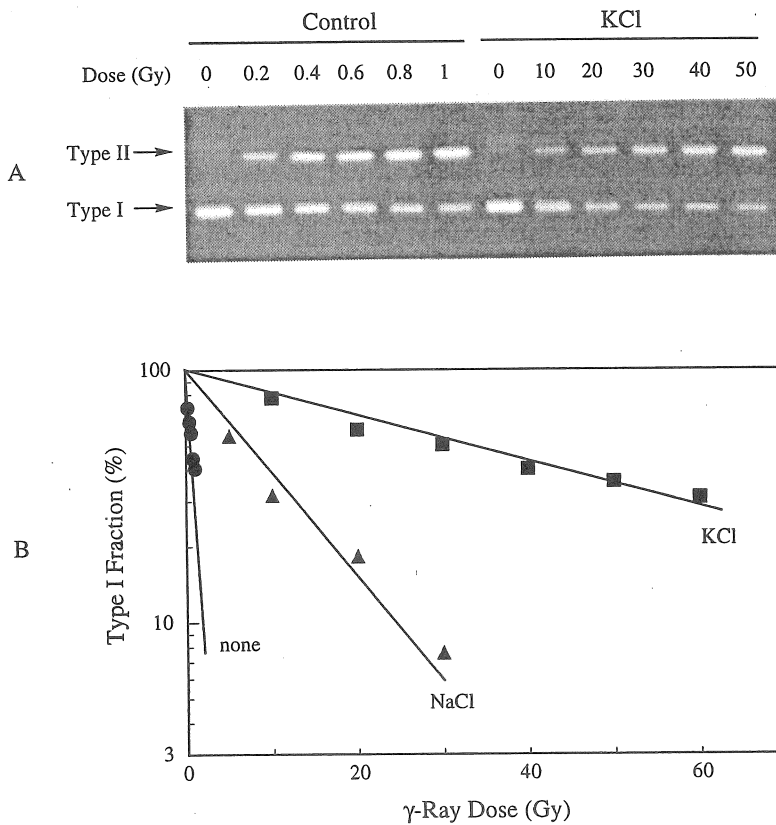 Control KCl
Dose (Gy) 0 0.2 0.4 0.6 0.8 1 0 10 20 30 40 50
Type II
A
Type I
100
Type I Fraction (%)
B
KCl
10
none
NaCl
3
0 20 40 60
γ-Ray Dose (Gy)